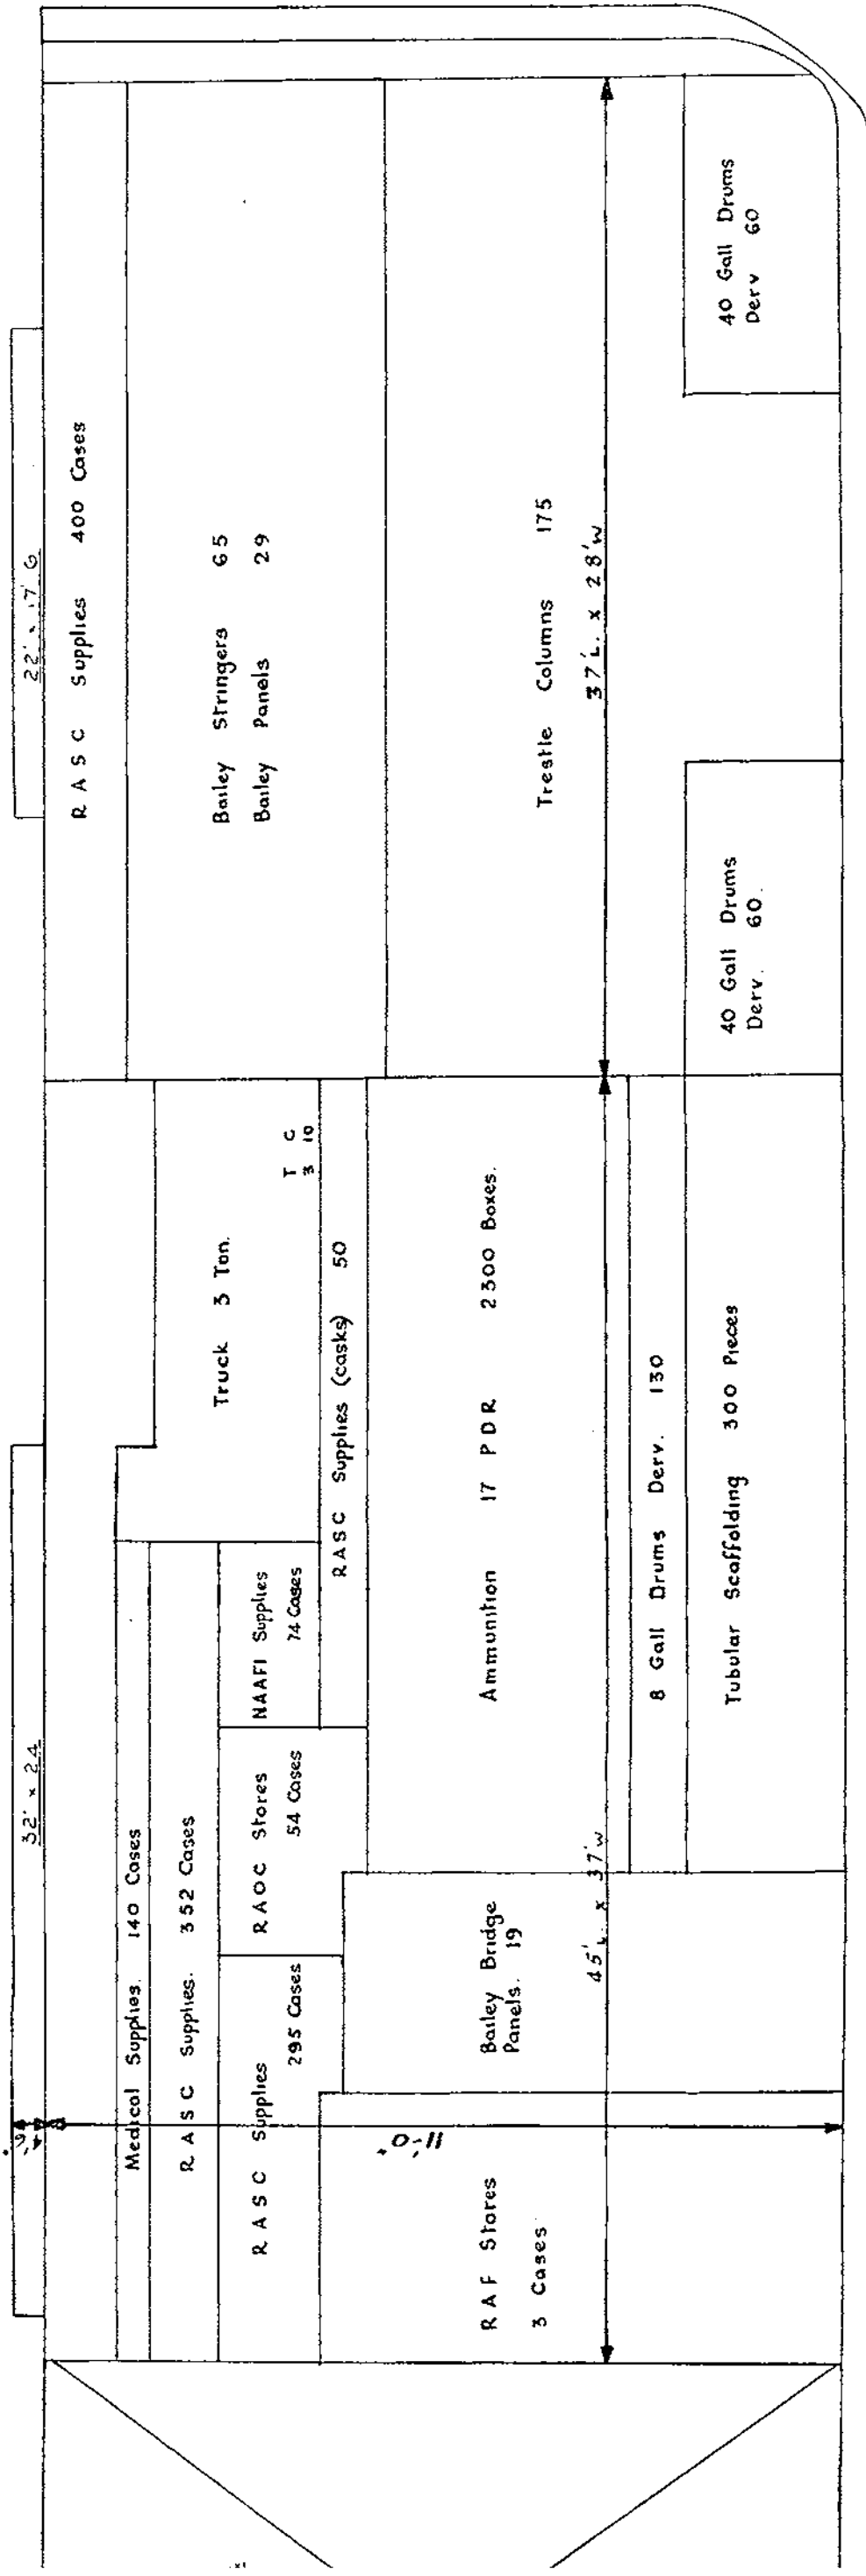 32' x 24
22' x 17' 6
4'6"
11'-0"
Medical Supplies. 140 Cases
R A S C Supplies. 352 Cases
R A S C Supplies
295 Cases
RAOC Stores
54 Cases
NAAFI Supplies
74 Cases
Truck 3 Ton.
T C
3 10
RASC Supplies (casks) 50
RAF Stores
3 Cases
Bailey Bridge
Panels. 19
45'L. x 37'W
Ammunition 17 PDR 2300 Boxes.
8 Gall Drums Derv. 130
Tubular Scaffolding 300 Pieces
R A S C Supplies 400 Cases
Bailey Stringers 65
Bailey Panels 29
Trestle Columns 175
37'L. x 28'W
40 Gall Drums
Derv. 60.
40 Gall Drums
Derv 60